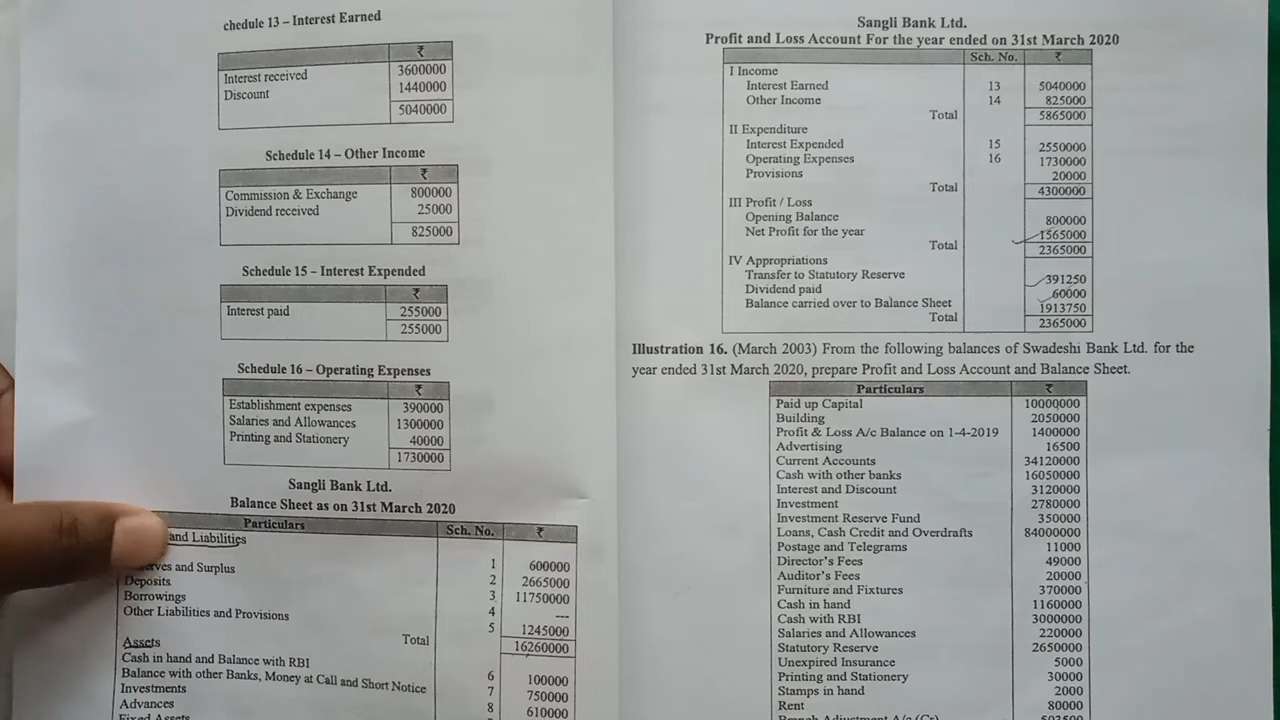 chedule 13 – Interest Earned
₹
Interest received 3600000
Discount 1440000
5040000
Schedule 14 – Other Income
₹
Commission & Exchange 800000
Dividend received 25000
825000
Schedule 15 – Interest Expended
₹
Interest paid 255000
255000
Schedule 16 – Operating Expenses
₹
Establishment expenses 390000
Salaries and Allowances 1300000
Printing and Stationery 40000
1730000
Sangli Bank Ltd.
Balance Sheet as on 31st March 2020
Particulars Sch. No. ₹
and Liabilities
1 600000
rves and Surplus 2 2665000
Deposits 3 11750000
Borrowings 4 ---
Other Liabilities and Provisions 5 1245000
Total 16260000
Assets
Cash in hand and Balance with RBI 6 100000
Balance with other Banks, Money at Call and Short Notice 7 750000
Investments 8 610000
Advances
Fixed Assets
Sangli Bank Ltd.
Profit and Loss Account For the year ended on 31st March 2020
Sch. No. ₹
I Income
Interest Earned 13 5040000
Other Income 14 825000
Total 5865000
II Expenditure
Interest Expended 15 2550000
Operating Expenses 16 1730000
Provisions 20000
Total 4300000
III Profit / Loss
Opening Balance 800000
Net Profit for the year 1565000
Total 2365000
IV Appropriations
Transfer to Statutory Reserve 391250
Dividend paid 60000
Balance carried over to Balance Sheet 1913750
Total 2365000
Illustration 16. (March 2003) From the following balances of Swadeshi Bank Ltd. for the
year ended 31st March 2020, prepare Profit and Loss Account and Balance Sheet.
Particulars ₹
Paid up Capital 10000000
Building 2050000
Profit & Loss A/c Balance on 1-4-2019 1400000
Advertising 16500
Current Accounts 34120000
Cash with other banks 16050000
Interest and Discount 3120000
Investment 2780000
Investment Reserve Fund 350000
Loans, Cash Credit and Overdrafts 84000000
Postage and Telegrams 11000
Director's Fees 49000
Auditor's Fees 20000
Furniture and Fixtures 370000
Cash in hand 1160000
Cash with RBI 3000000
Salaries and Allowances 220000
Statutory Reserve 2650000
Unexpired Insurance 5000
Printing and Stationery 30000
Stamps in hand 2000
Rent 80000
Branch Adjustment A/c (Cr)